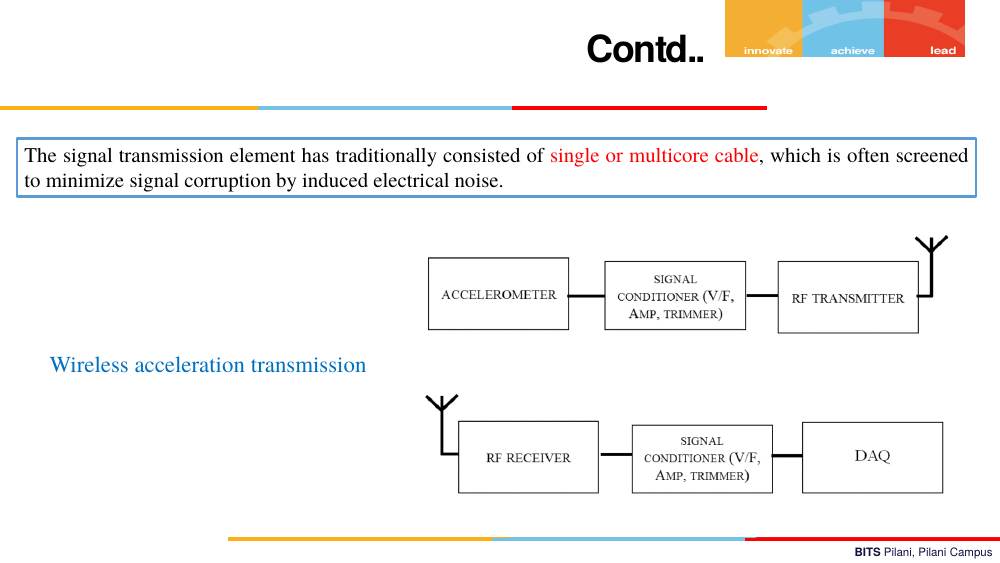 Contd..
innovate achieve lead
The signal transmission element has traditionally consisted of single or multicore cable, which is often screened
to minimize signal corruption by induced electrical noise.
ACCELEROMETER
SIGNAL
CONDITIONER (V/F,
AMP, TRIMMER)
RF TRANSMITTER
Wireless acceleration transmission
RF RECEIVER
SIGNAL
CONDITIONER (V/F,
AMP, TRIMMER)
DAQ
BITS Pilani, Pilani Campus